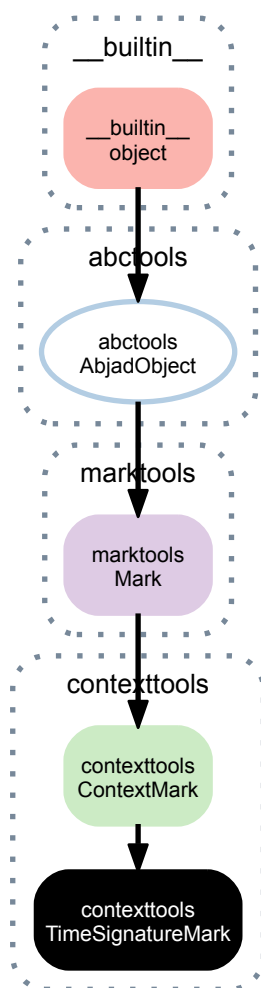 __builtin__
__builtin__
object
abctools
abctools
AbjadObject
marktools
marktools
Mark
contexttools
contexttools
ContextMark
contexttools
TimeSignatureMark